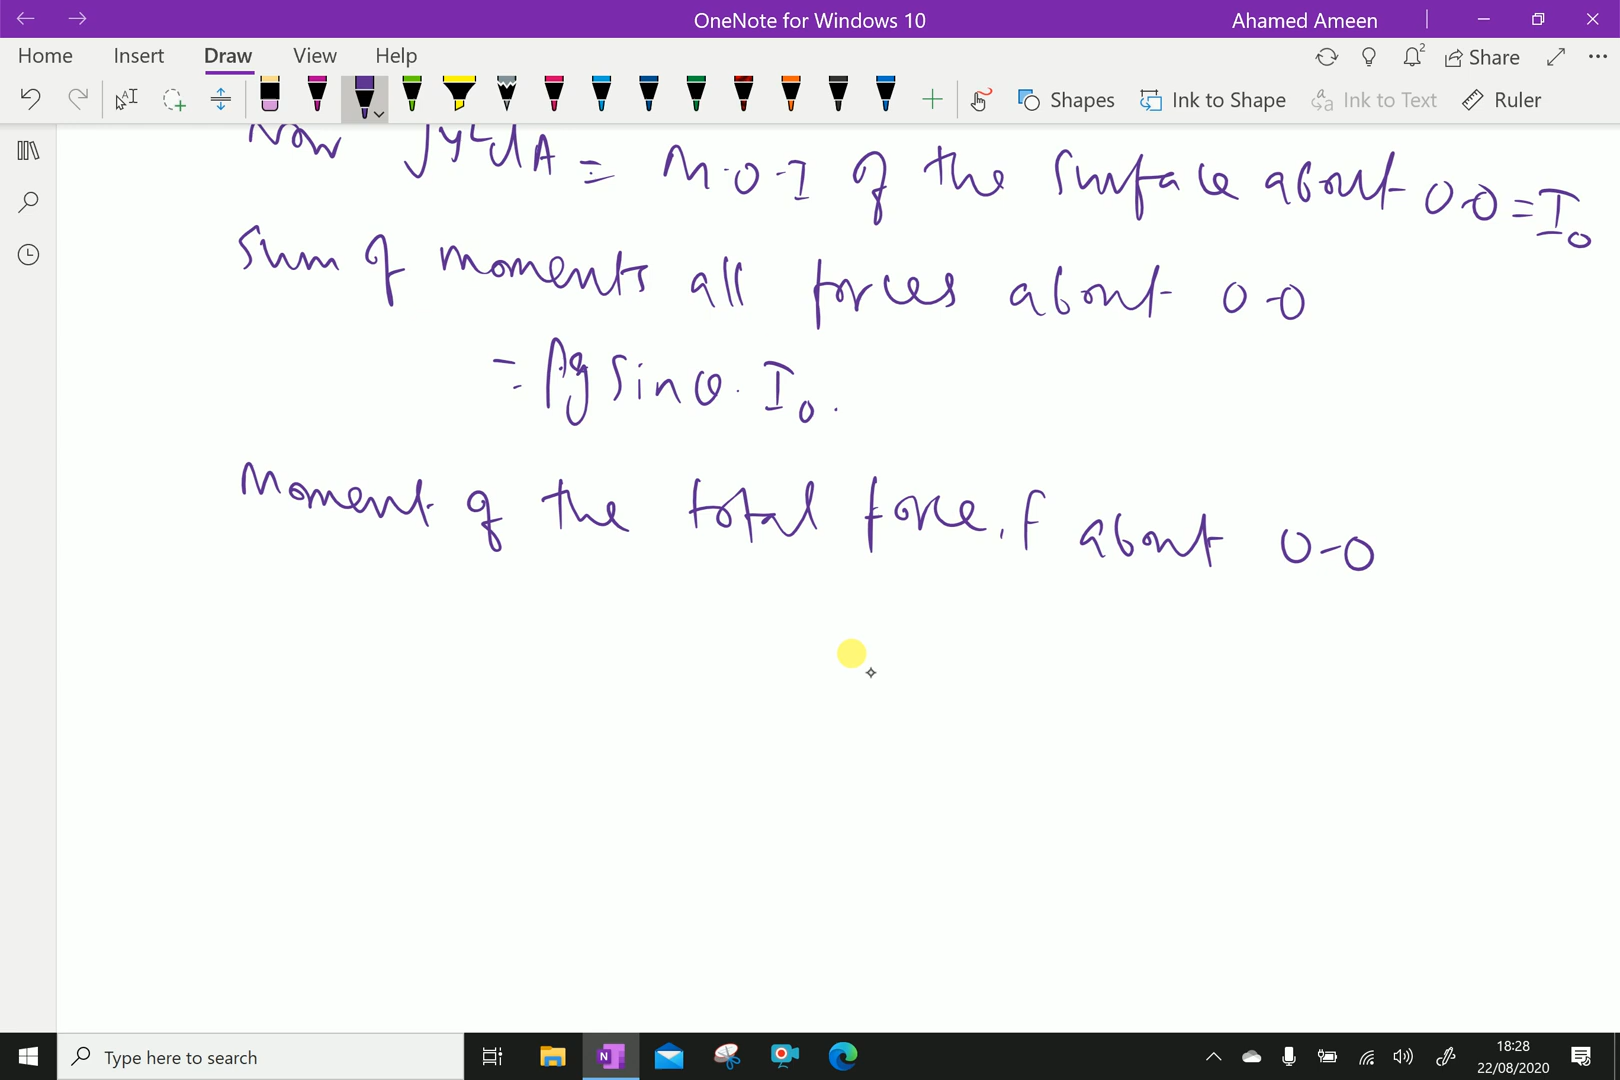 OneNote for Windows 10
Ahamed Ameen
Home Insert Draw View Help
2 Share
Shapes Ink to Shape Ink to Text Ruler
Now ∫y²dA = M.O.I of the surface about O-O = I₀
Sum of moments all forces about O-O
= ρg sinθ . I₀.
Moment of the total force, F about O-O
Type here to search
18:28
22/08/2020